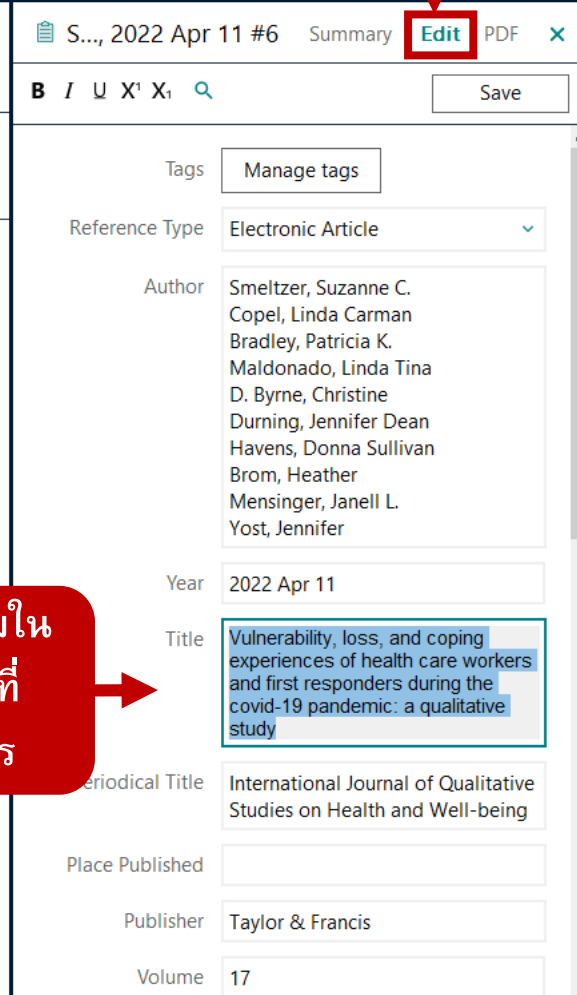 S..., 2022 Apr 11 #6 Summary Edit PDF ×
B I U X¹ X₁
Save
Tags
Manage tags
Reference Type
Electronic Article
Author
Smeltzer, Suzanne C.
Copel, Linda Carman
Bradley, Patricia K.
Maldonado, Linda Tina
D. Byrne, Christine
Durning, Jennifer Dean
Havens, Donna Sullivan
Brom, Heather
Mensinger, Janell L.
Yost, Jennifer
Year
2022 Apr 11
Title
Vulnerability, loss, and coping
experiences of health care workers
and first responders during the
covid-19 pandemic: a qualitative
study
eriodical Title
International Journal of Qualitative
Studies on Health and Well-being
Place Published
Publisher
Taylor & Francis
Volume
17